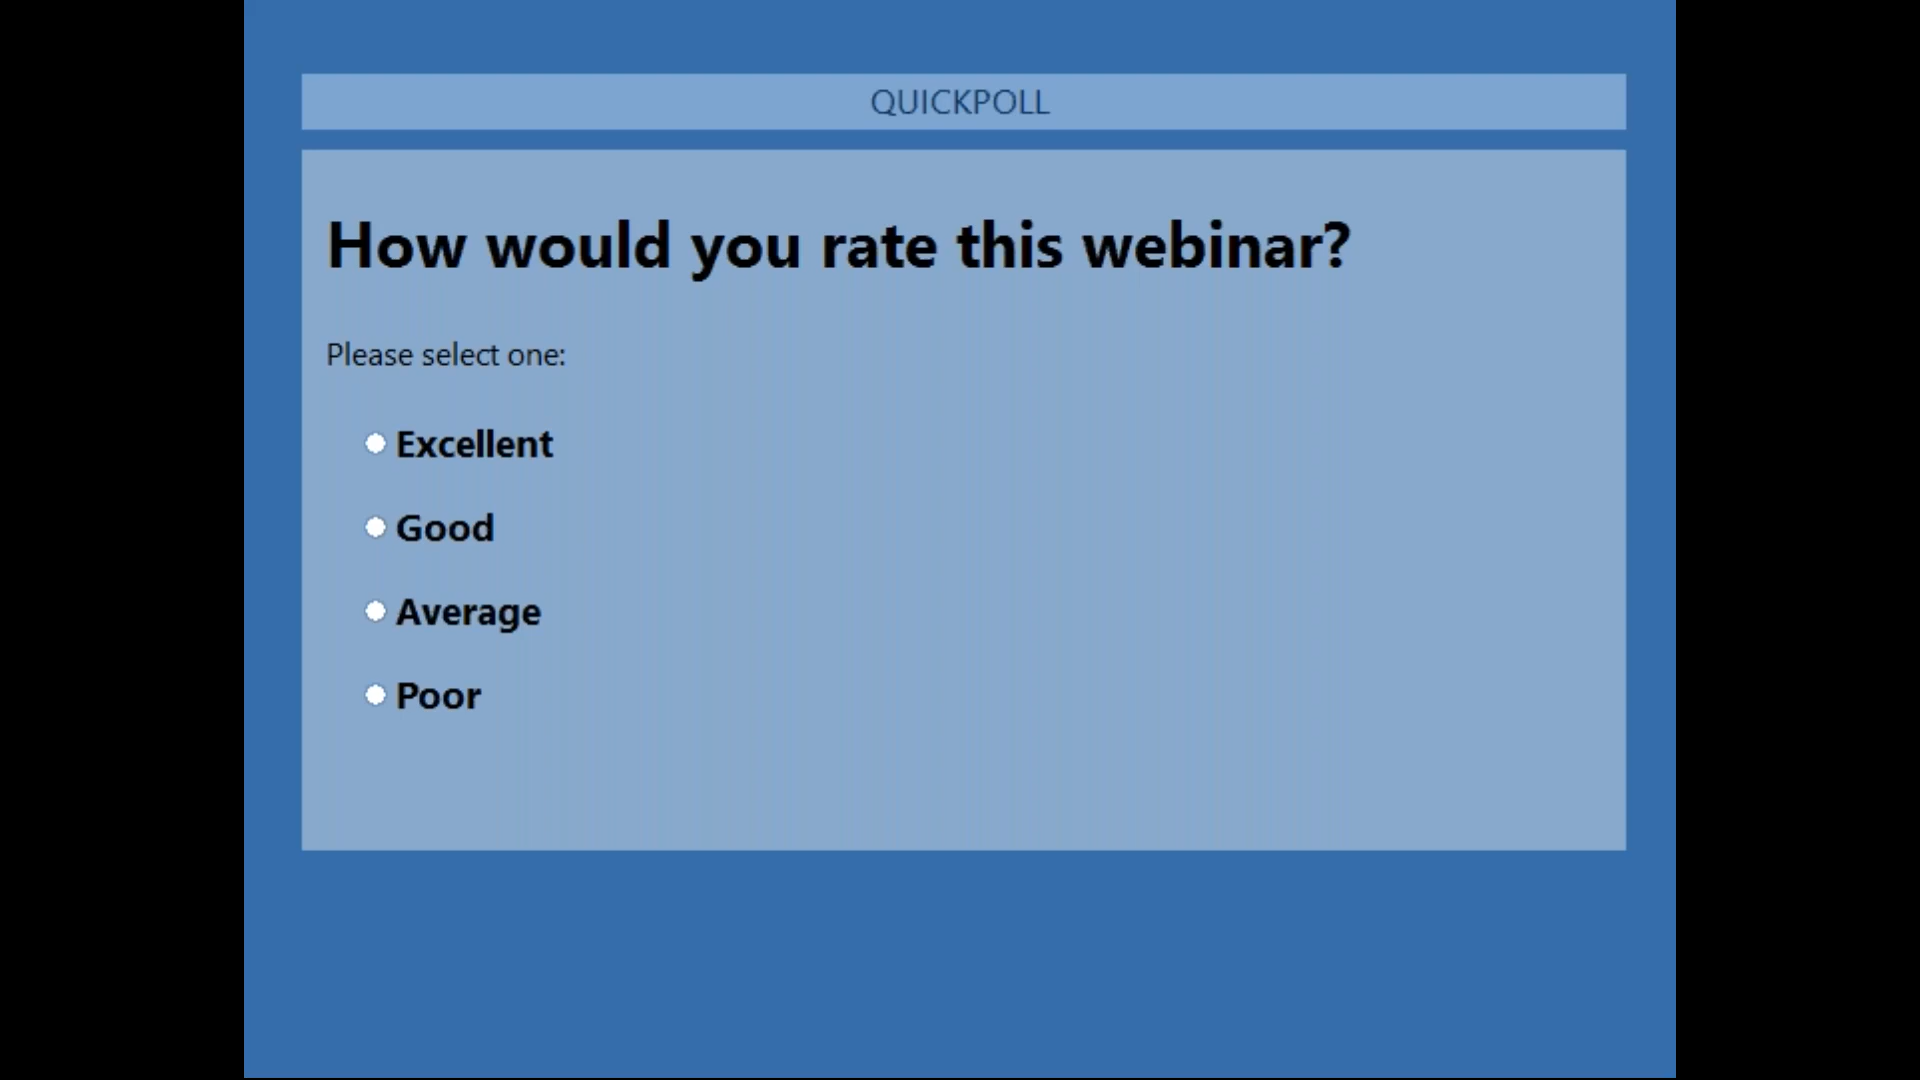 QUICKPOLL
How would you rate this webinar?
Please select one:
Excellent
Good
Average
Poor